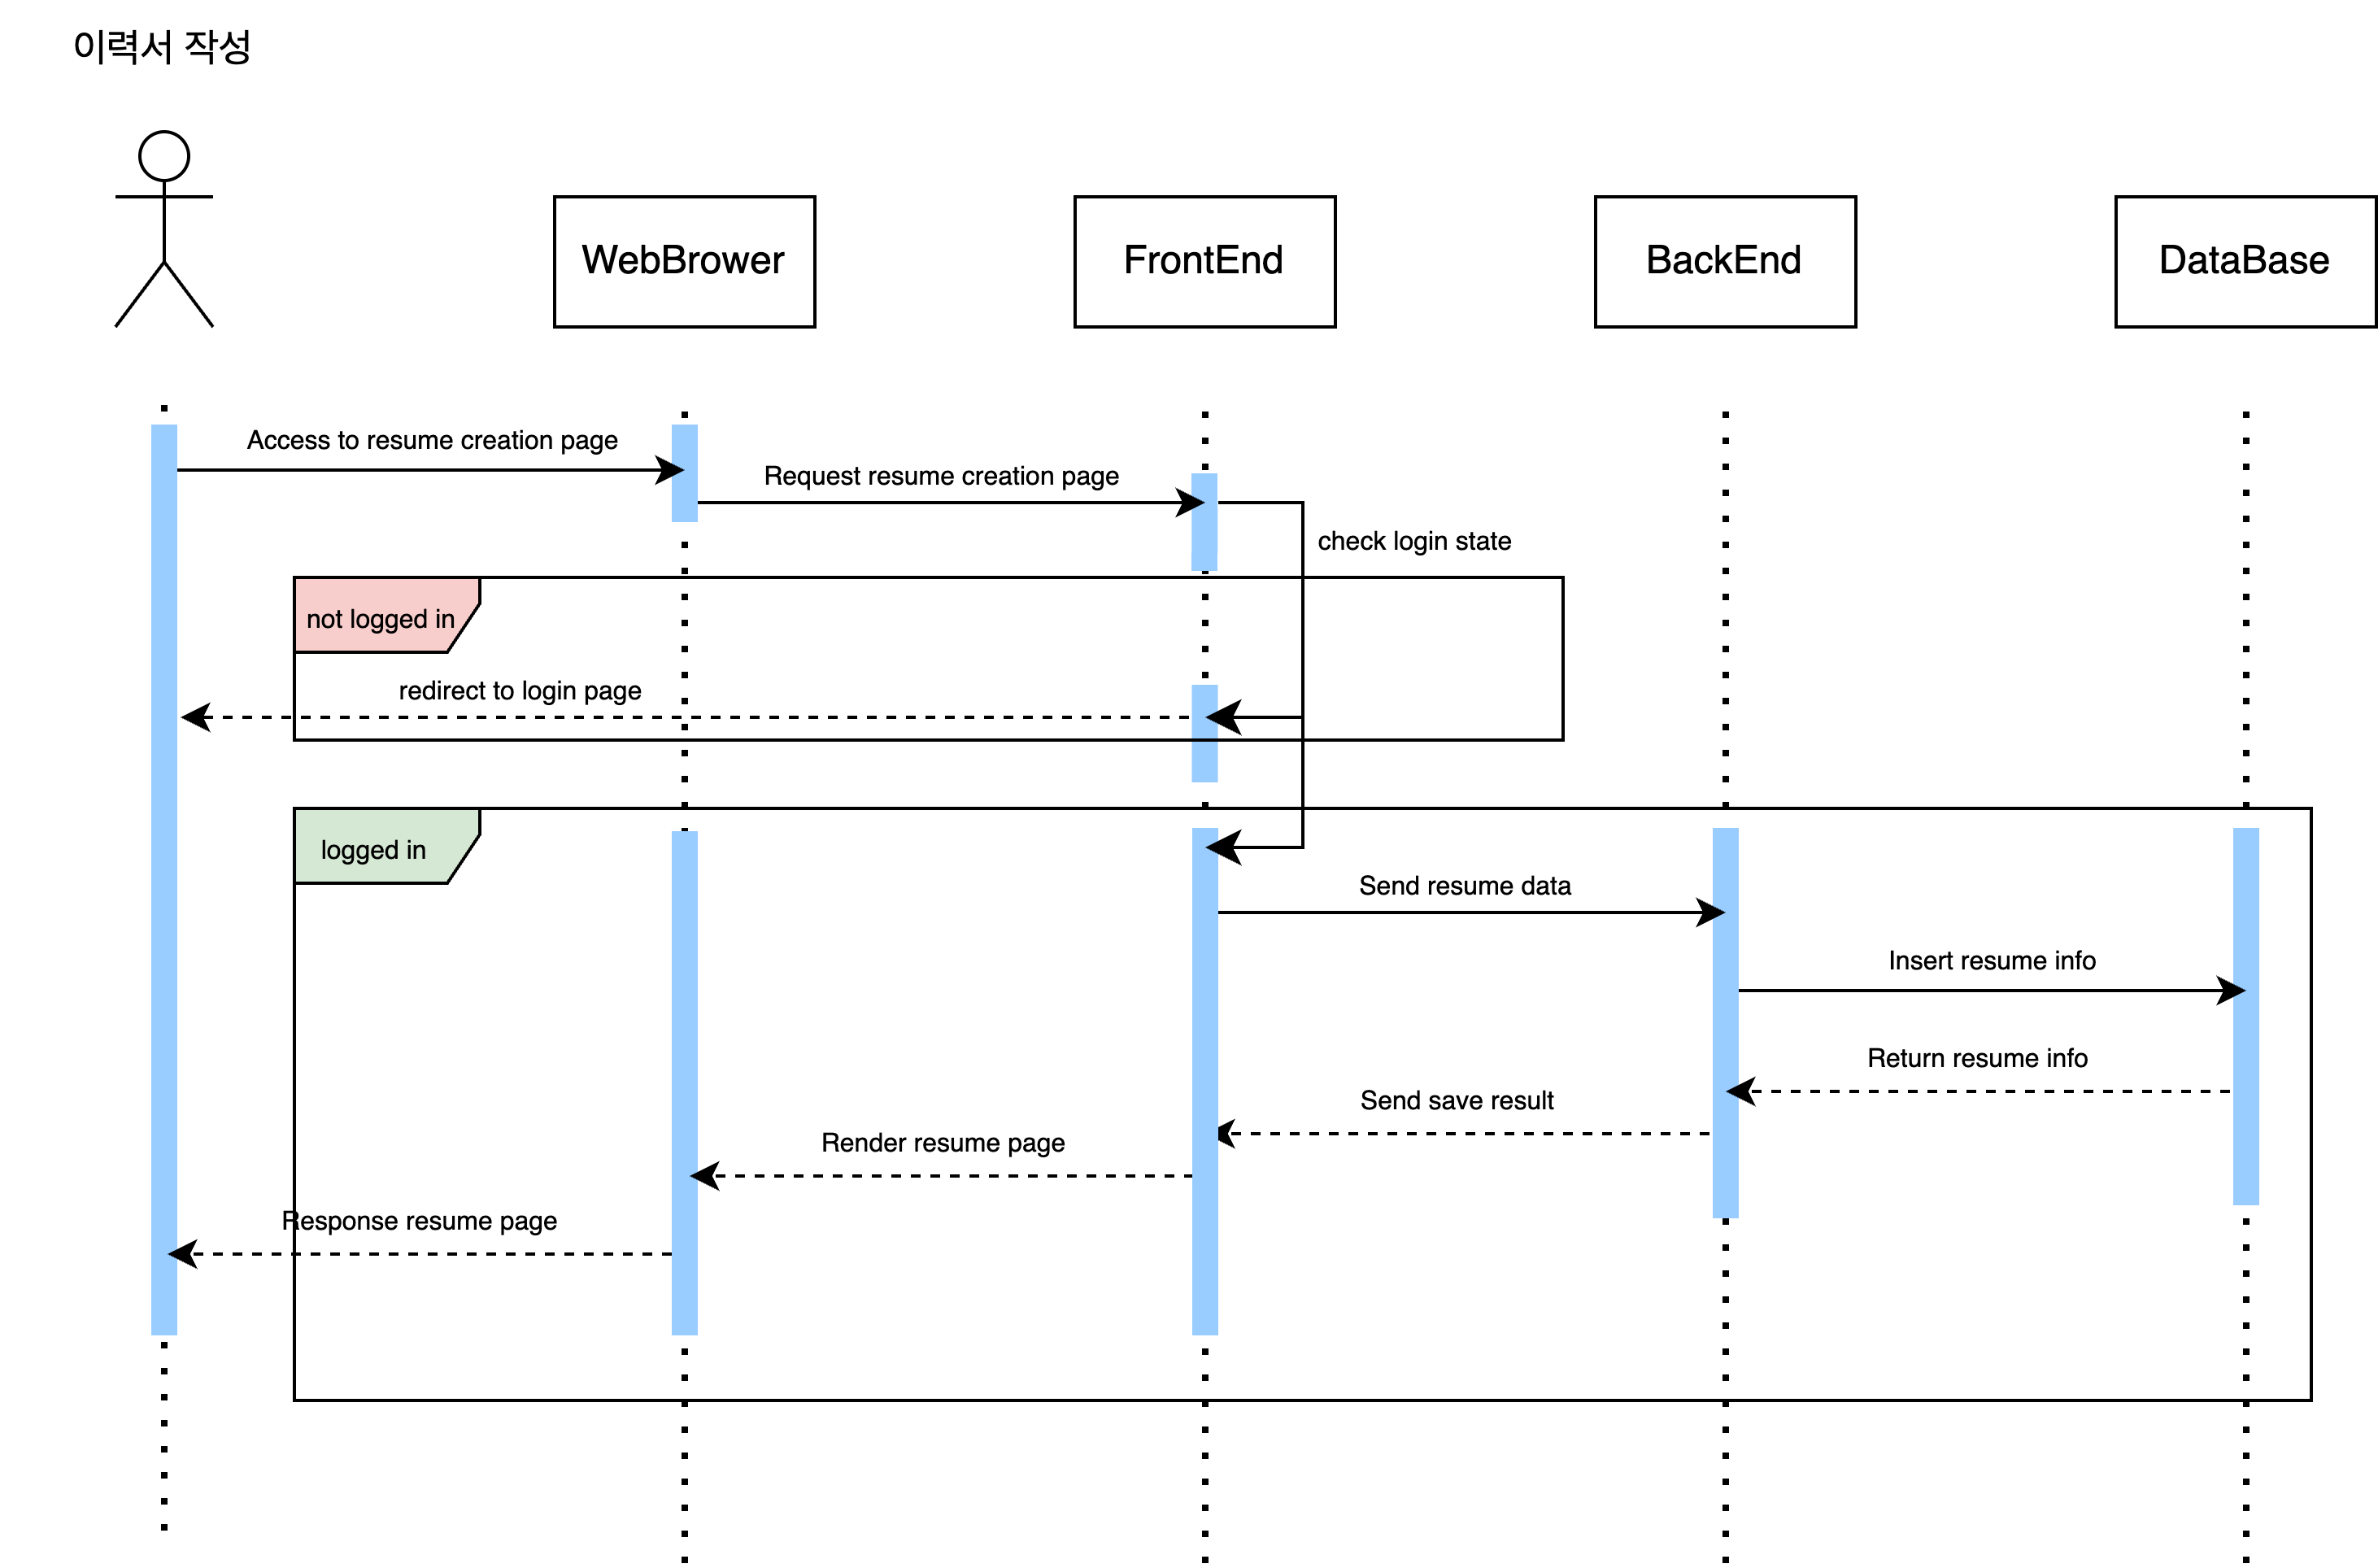 이력서 작성
WebBrower
FrontEnd
BackEnd
DataBase
Access to resume creation page
Request resume creation page
check login state
not logged in
redirect to login page
logged in
Send resume data
Insert resume info
Return resume info
Send save result
Render resume page
Response resume page